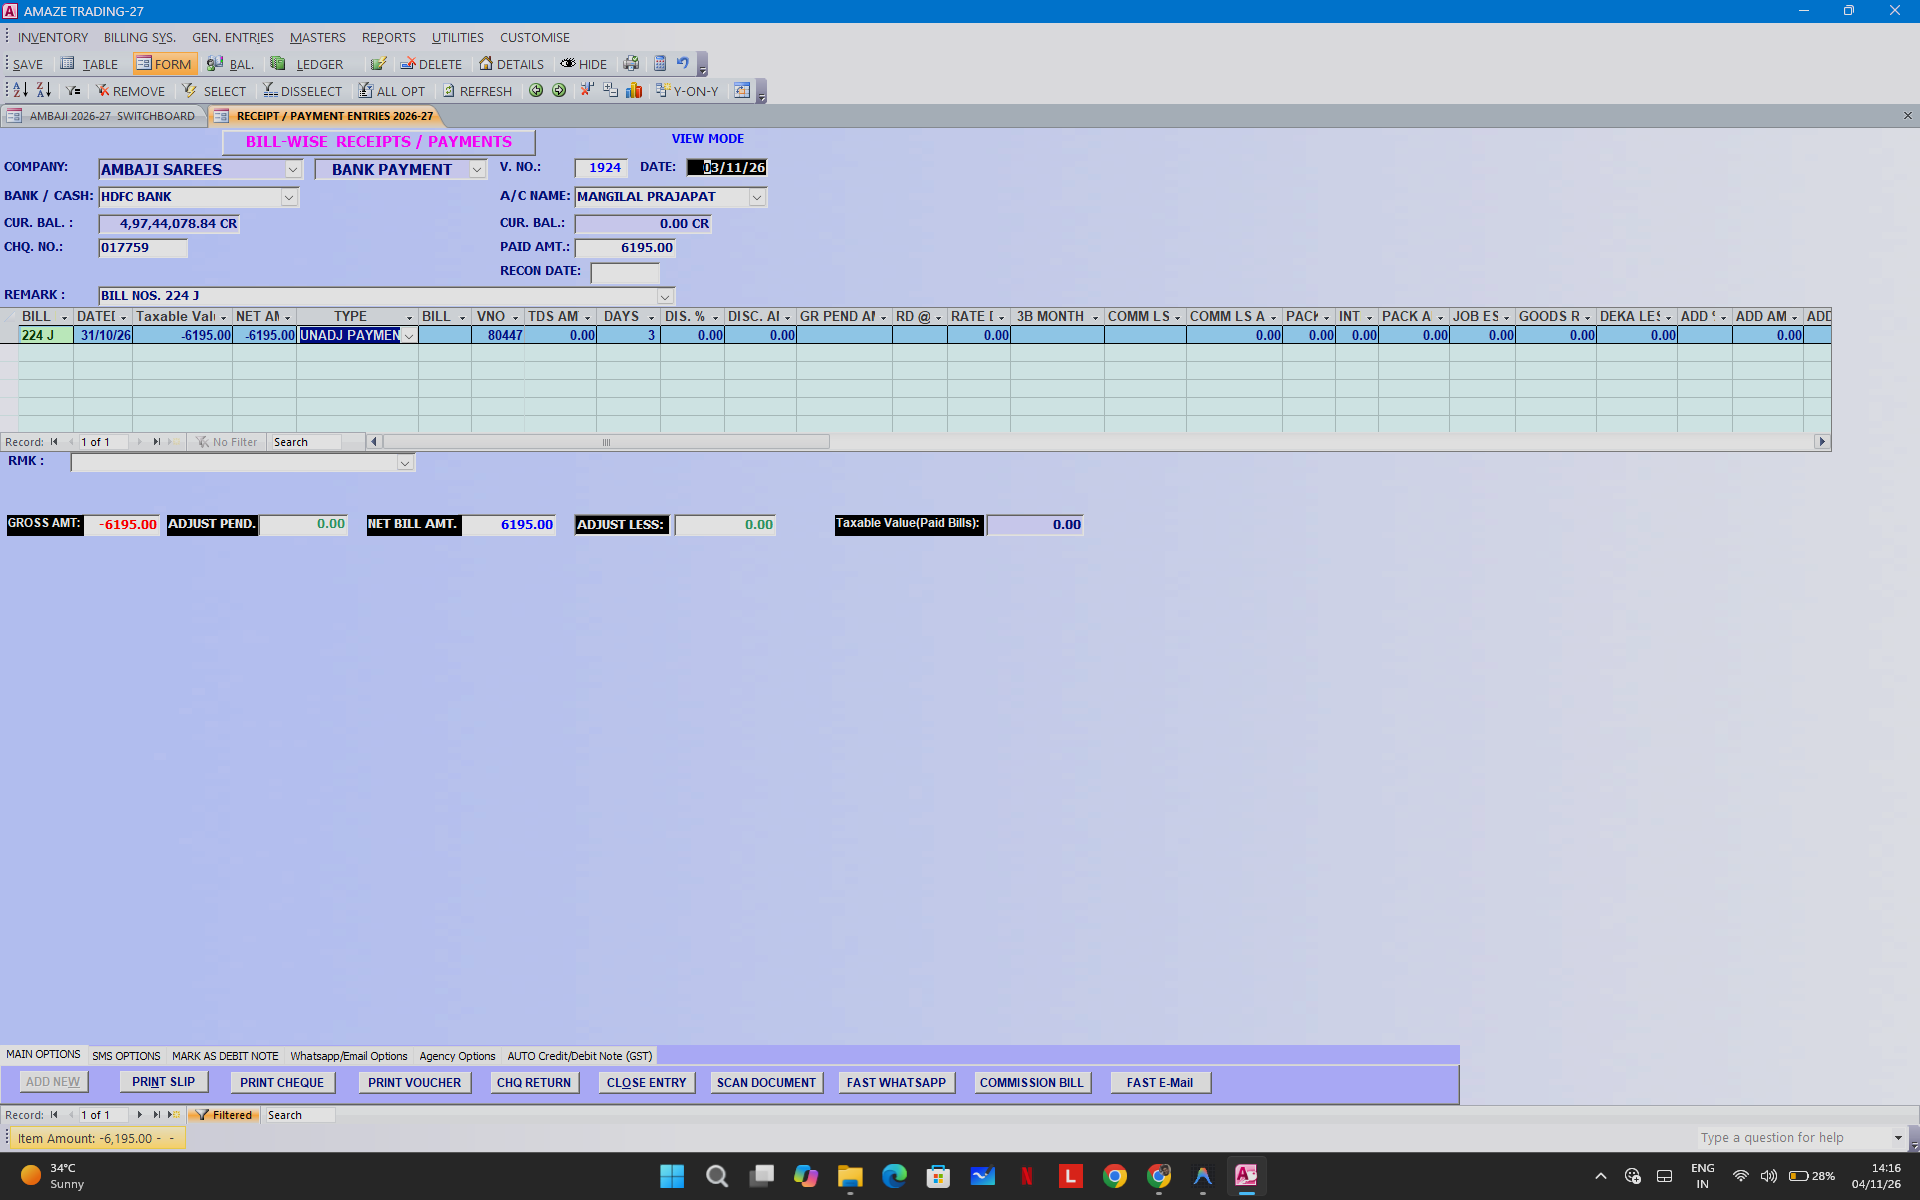 AMAZE TRADING-27
INVENTORY BILLING SYS. GEN. ENTRIES MASTERS REPORTS UTILITIES CUSTOMISE
SAVE TABLE FORM BAL. LEDGER DELETE DETAILS HIDE
REMOVE SELECT DISSELECT ALL OPT REFRESH Y-ON-Y
AMBAJI 2026-27 SWITCHBOARD RECEIPT / PAYMENT ENTRIES 2026-27
BILL-WISE RECEIPTS / PAYMENTS VIEW MODE
COMPANY: AMBAJI SAREES BANK PAYMENT V. NO.: 1924 DATE: 03/11/26
BANK / CASH: HDFC BANK A/C NAME: MANGILAL PRAJAPAT
CUR. BAL. : 4,97,44,078.84 CR CUR. BAL.: 0.00 CR
CHQ. NO.: 017759 PAID AMT.: 6195.00
RECON DATE:
REMARK : BILL NOS. 224 J
BILL DATE Taxable Val NET AM TYPE BILL VNO TDS AM DAYS DIS. % DISC. AI GR PEND AM RD @ RATE D 3B MONTH COMM LS COMM LS A PACK INT PACK A JOB ES GOODS R DEKA LES ADD % ADD AM ADD
224 J 31/10/26 -6195.00 -6195.00 UNADJ PAYMEN 80447 0.00 3 0.00 0.00 0.00 0.00 0.00 0.00 0.00 0.00 0.00 0.00 0.00
Record: 1 of 1 No Filter Search
RMK :
GROSS AMT: -6195.00 ADJUST PEND. 0.00 NET BILL AMT. 6195.00 ADJUST LESS: 0.00 Taxable Value(Paid Bills): 0.00
MAIN OPTIONS SMS OPTIONS MARK AS DEBIT NOTE Whatsapp/Email Options Agency Options AUTO Credit/Debit Note (GST)
ADD NEW PRINT SLIP PRINT CHEQUE PRINT VOUCHER CHQ RETURN CLOSE ENTRY SCAN DOCUMENT FAST WHATSAPP COMMISSION BILL FAST E-Mail
Record: 1 of 1 Filtered Search
Item Amount: -6,195.00 - - Type a question for help
34°C
Sunny
ENG
IN
28%
14:16
04/11/26